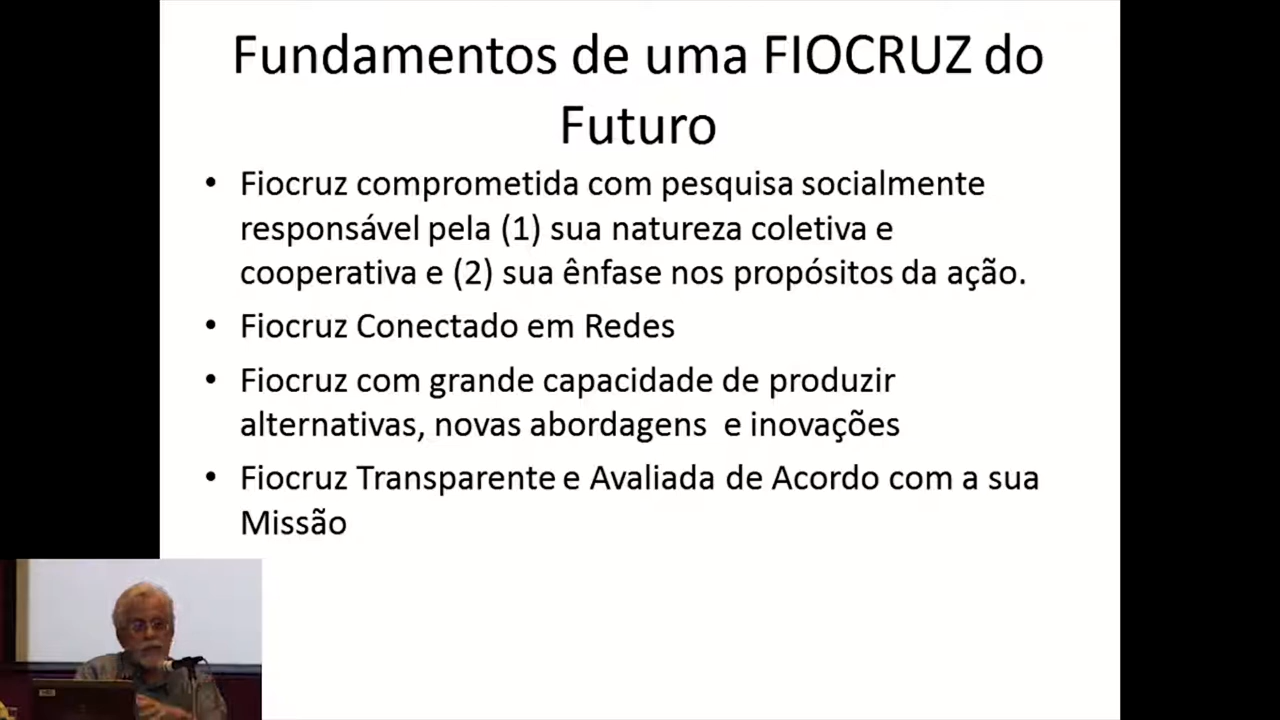 Fundamentos de uma FIOCRUZ do
Futuro
• Fiocruz comprometida com pesquisa socialmente
responsável pela (1) sua natureza coletiva e
cooperativa e (2) sua ênfase nos propósitos da ação.
• Fiocruz Conectado em Redes
• Fiocruz com grande capacidade de produzir
alternativas, novas abordagens e inovações
• Fiocruz Transparente e Avaliada de Acordo com a sua
Missão